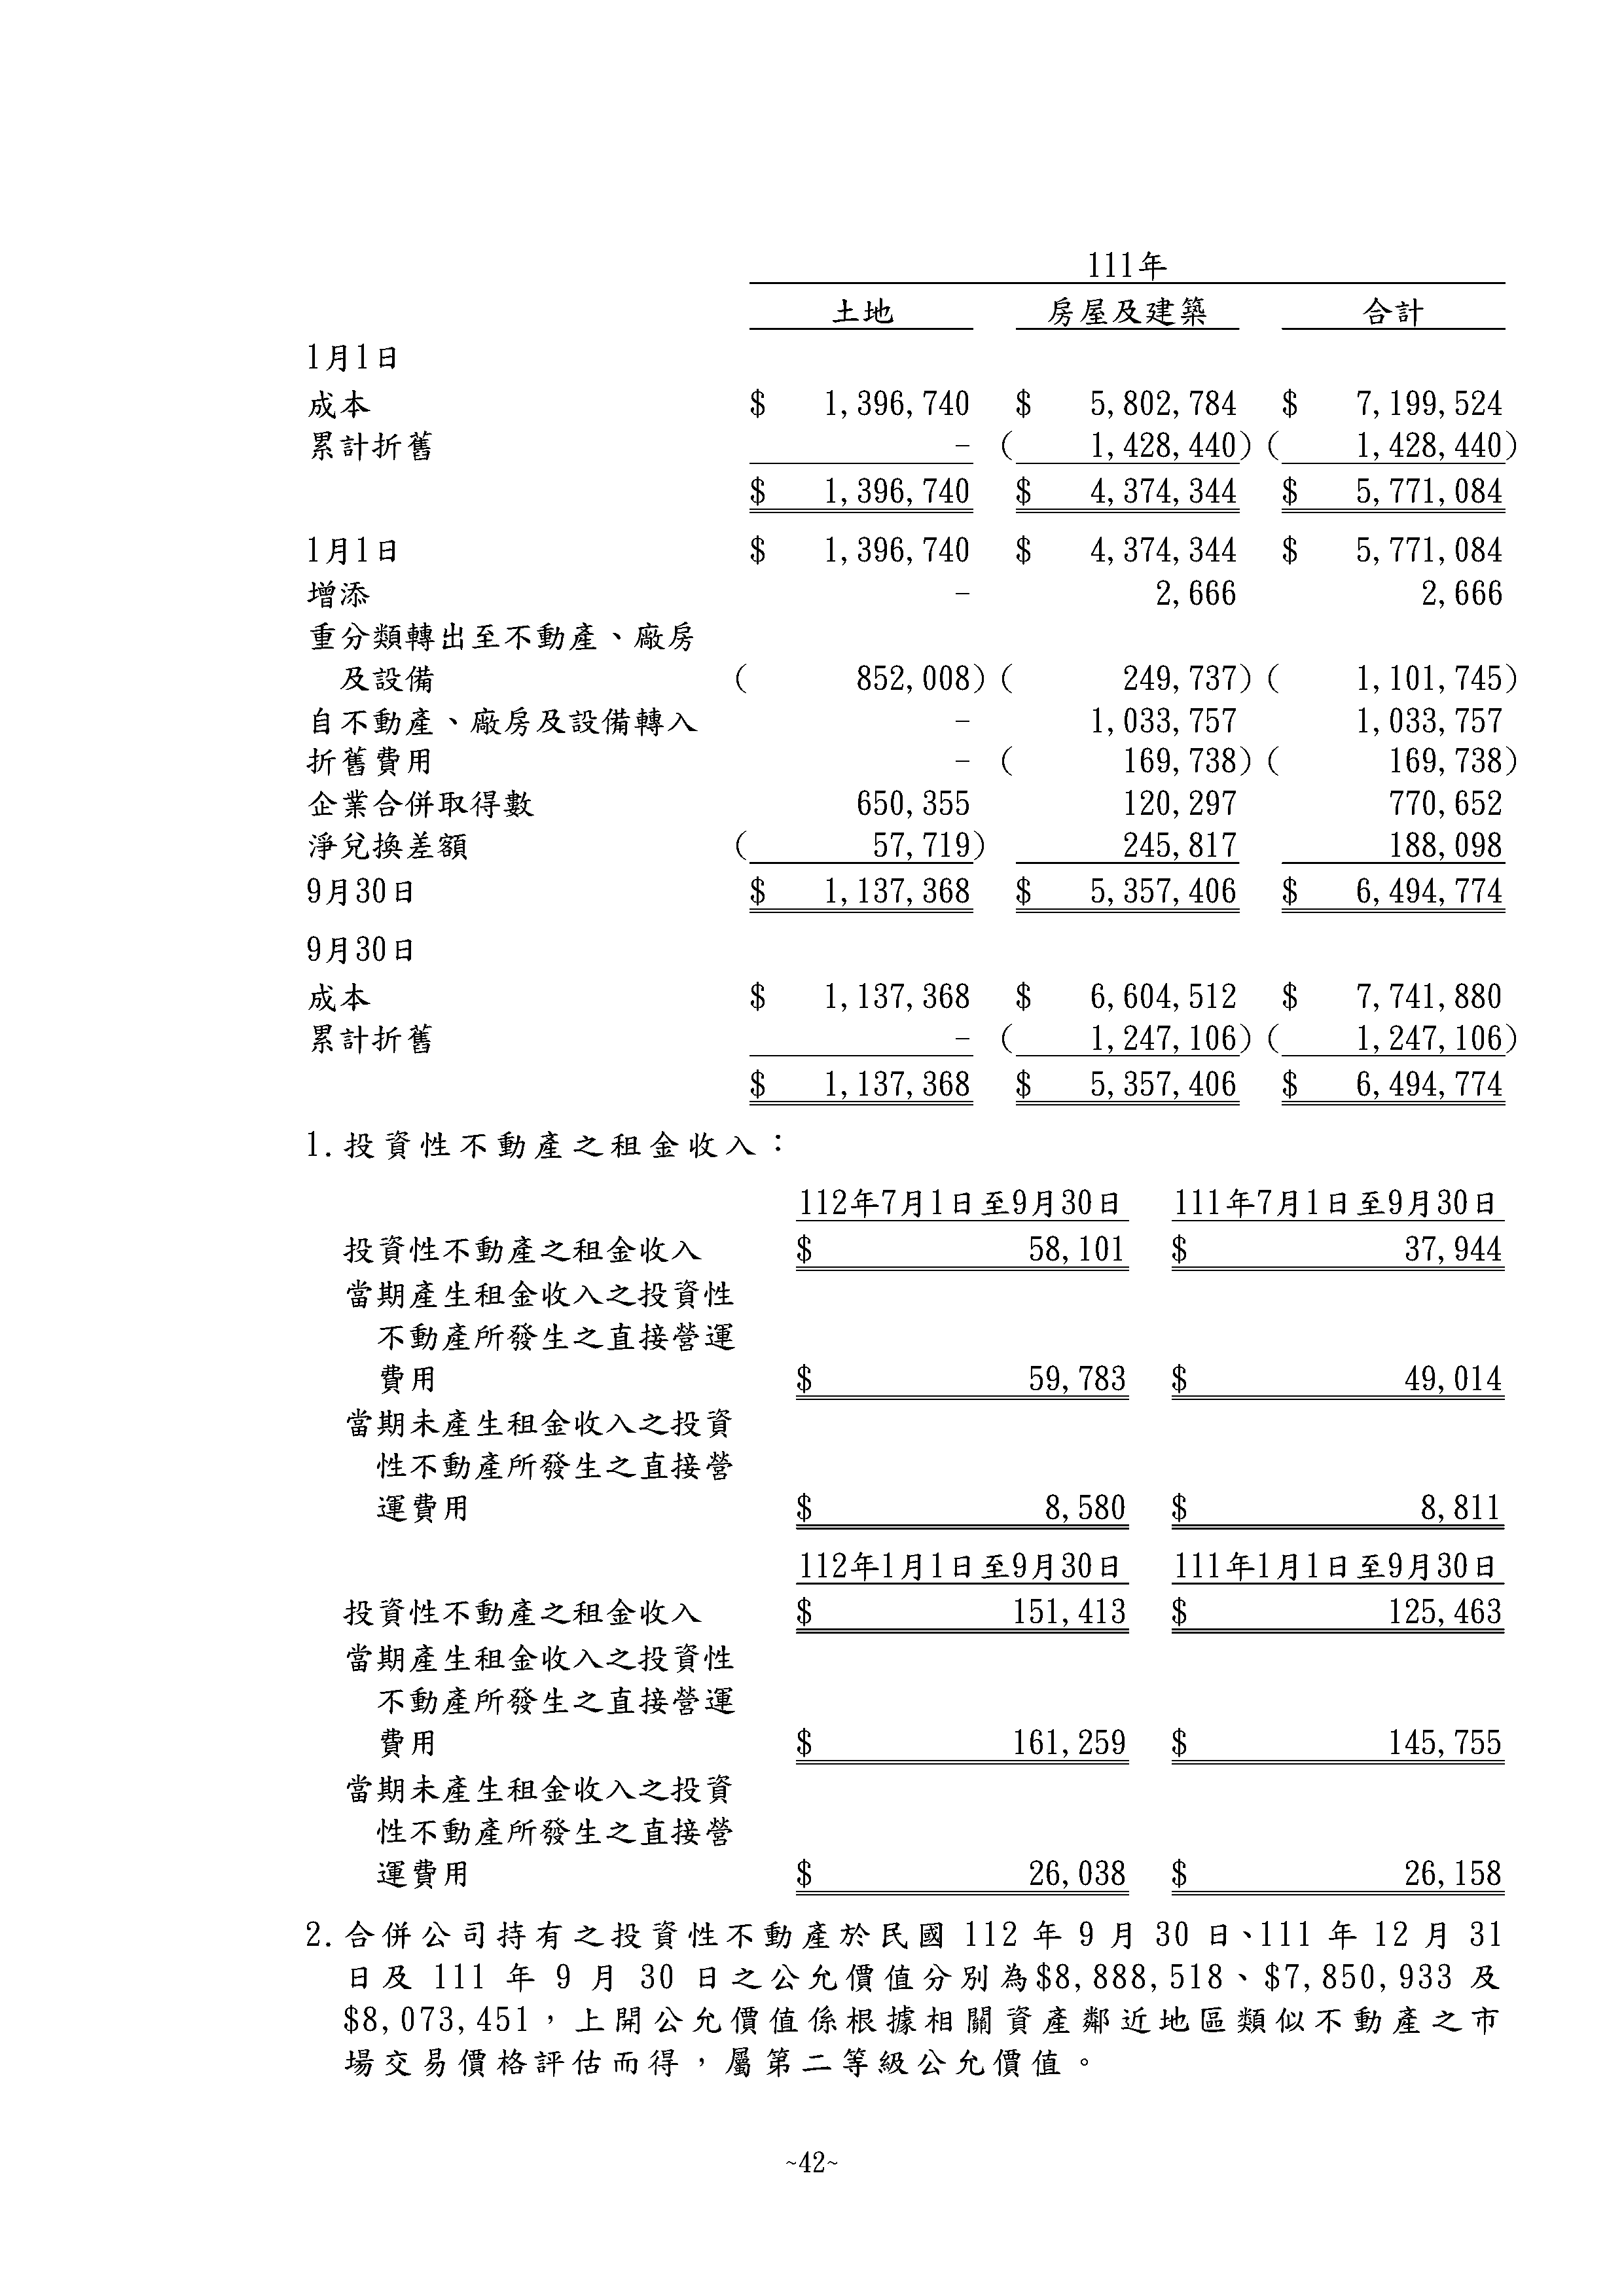 111年
土地 房屋及建築 合計
1月1日
成本 $ 1,396,740 $ 5,802,784 $ 7,199,524
累計折舊 - ( 1,428,440) ( 1,428,440)
$ 1,396,740 $ 4,374,344 $ 5,771,084
1月1日 $ 1,396,740 $ 4,374,344 $ 5,771,084
增添 - 2,666 2,666
重分類轉出至不動產、廠房
及設備 ( 852,008) ( 249,737) ( 1,101,745)
自不動產、廠房及設備轉入 - 1,033,757 1,033,757
折舊費用 - ( 169,738) ( 169,738)
企業合併取得數 650,355 120,297 770,652
淨兌換差額 ( 57,719) 245,817 188,098
9月30日 $ 1,137,368 $ 5,357,406 $ 6,494,774
9月30日
成本 $ 1,137,368 $ 6,604,512 $ 7,741,880
累計折舊 - ( 1,247,106) ( 1,247,106)
$ 1,137,368 $ 5,357,406 $ 6,494,774
1.投資性不動產之租金收入：
112年7月1日至9月30日 111年7月1日至9月30日
投資性不動產之租金收入 $ 58,101 $ 37,944
當期產生租金收入之投資性
不動產所發生之直接營運
費用 $ 59,783 $ 49,014
當期未產生租金收入之投資
性不動產所發生之直接營
運費用 $ 8,580 $ 8,811
112年1月1日至9月30日 111年1月1日至9月30日
投資性不動產之租金收入 $ 151,413 $ 125,463
當期產生租金收入之投資性
不動產所發生之直接營運
費用 $ 161,259 $ 145,755
當期未產生租金收入之投資
性不動產所發生之直接營
運費用 $ 26,038 $ 26,158
2.合併公司持有之投資性不動產於民國 112 年 9 月 30 日、111 年 12 月 31
日及 111 年 9 月 30 日之公允價值分別為$8,888,518、$7,850,933 及
$8,073,451，上開公允價值係根據相關資產鄰近地區類似不動產之市
場交易價格評估而得，屬第二等級公允價值。
~42~